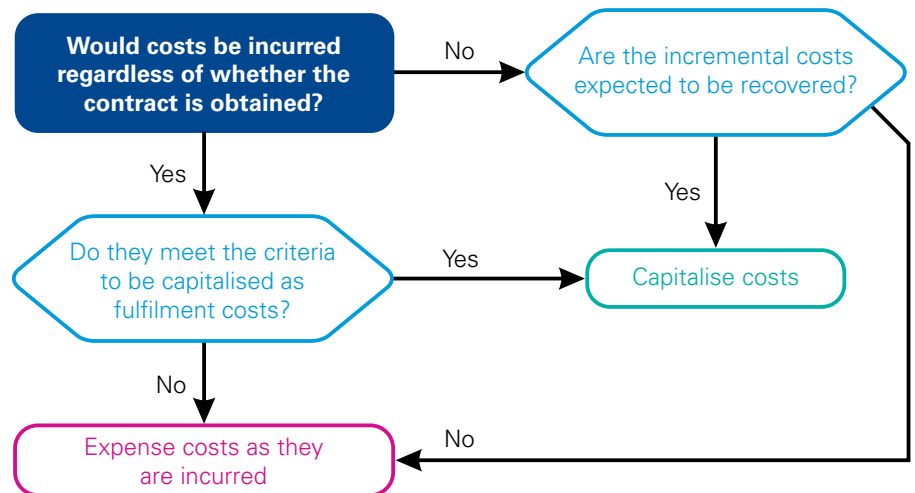 Would costs be incurred
regardless of whether the
contract is obtained?
No
Are the incremental costs
expected to be recovered?
Yes
Yes
Do they meet the criteria
to be capitalised as
fulfilment costs?
Yes
Capitalise costs
No
Expense costs as they
are incurred
No